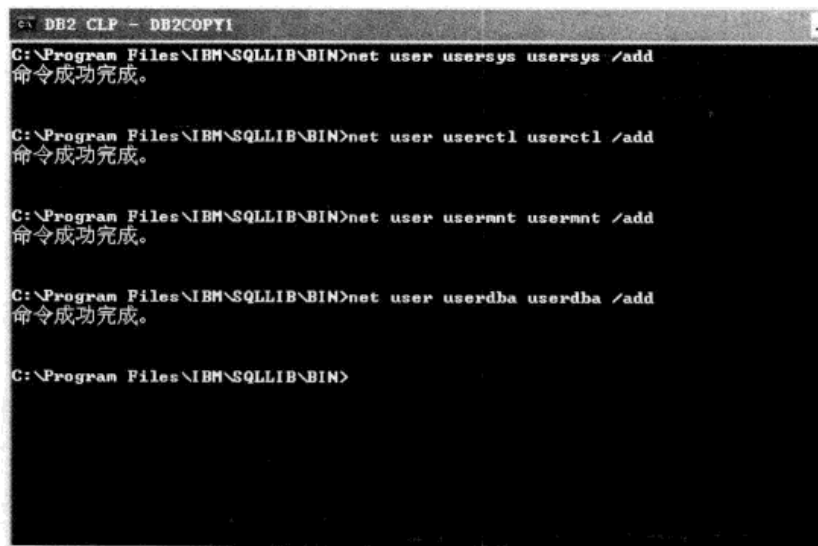 DB2 CLP - DB2COPY1
C:\Program Files\IBM\SQLLIB\BIN>net user usersys usersys /add
命令成功完成。
C:\Program Files\IBM\SQLLIB\BIN>net user userctl userctl /add
命令成功完成。
C:\Program Files\IBM\SQLLIB\BIN>net user usermnt usermnt /add
命令成功完成。
C:\Program Files\IBM\SQLLIB\BIN>net user userdba userdba /add
命令成功完成。
C:\Program Files\IBM\SQLLIB\BIN>